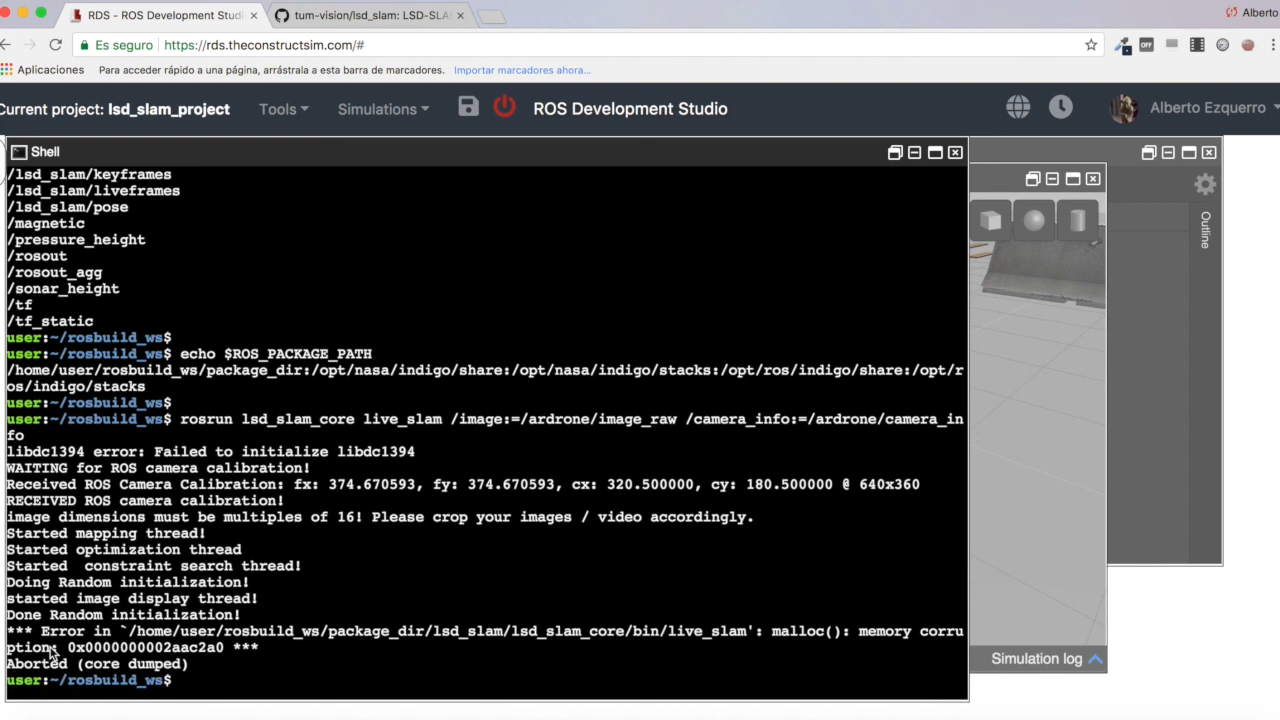 RDS - ROS Development Studi
tum-vision/lsd_slam: LSD-SLA
Alberto
Es seguro
https://rds.theconstructsim.com/#
OFF
Aplicaciones
Para acceder rápido a una página, arrástrala a esta barra de marcadores.
Importar marcadores ahora...
Current project: lsd_slam_project
Tools
Simulations
ROS Development Studio
Alberto Ezquerro
Shell
/lsd_slam/keyframes
/lsd_slam/liveframes
/lsd_slam/pose
/magnetic
/pressure_height
/rosout
/rosout_agg
/sonar_height
/tf
/tf_static
user:~/rosbuild_ws$
user:~/rosbuild_ws$ echo $ROS_PACKAGE_PATH
/home/user/rosbuild_ws/package_dir:/opt/nasa/indigo/share:/opt/nasa/indigo/stacks:/opt/ros/indigo/share:/opt/r
os/indigo/stacks
user:~/rosbuild_ws$
user:~/rosbuild_ws$ rosrun lsd_slam_core live_slam /image:=/ardrone/image_raw /camera_info:=/ardrone/camera_in
fo
libdc1394 error: Failed to initialize libdc1394
WAITING for ROS camera calibration!
Received ROS Camera Calibration: fx: 374.670593, fy: 374.670593, cx: 320.500000, cy: 180.500000 @ 640x360
RECEIVED ROS camera calibration!
image dimensions must be multiples of 16! Please crop your images / video accordingly.
Started mapping thread!
Started optimization thread
Started  constraint search thread!
Doing Random initialization!
started image display thread!
Done Random initialization!
*** Error in `/home/user/rosbuild_ws/package_dir/lsd_slam/lsd_slam_core/bin/live_slam': malloc(): memory corru
ption: 0x0000000002aac2a0 ***
Aborted (core dumped)
user:~/rosbuild_ws$
Outline
Simulation log